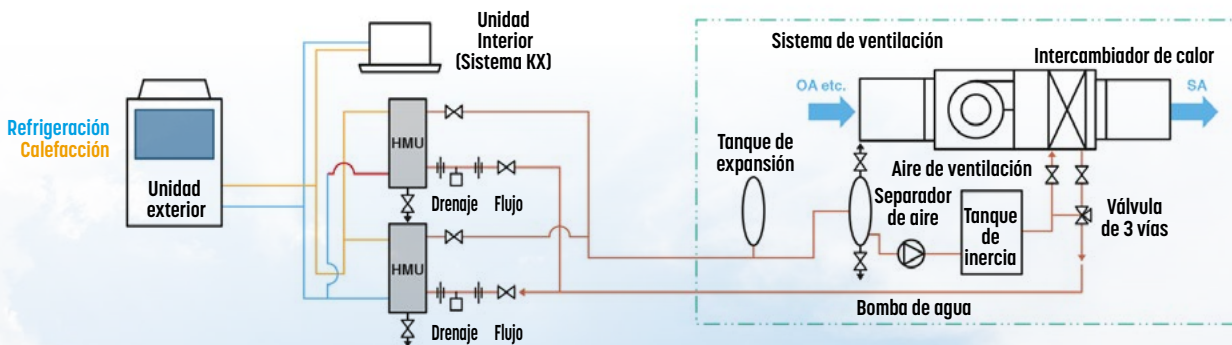 Unidad
Interior
(Sistema KX)
Refrigeración
Calefacción
Unidad
exterior
HMU
Drenaje
Flujo
HMU
Drenaje
Flujo
Sistema de ventilación
Intercambiador de calor
OA etc.
SA
Tanque de
expansión
Aire de ventilación
Separador
de aire
Tanque
de
inercia
Válvula
de 3 vías
Bomba de agua